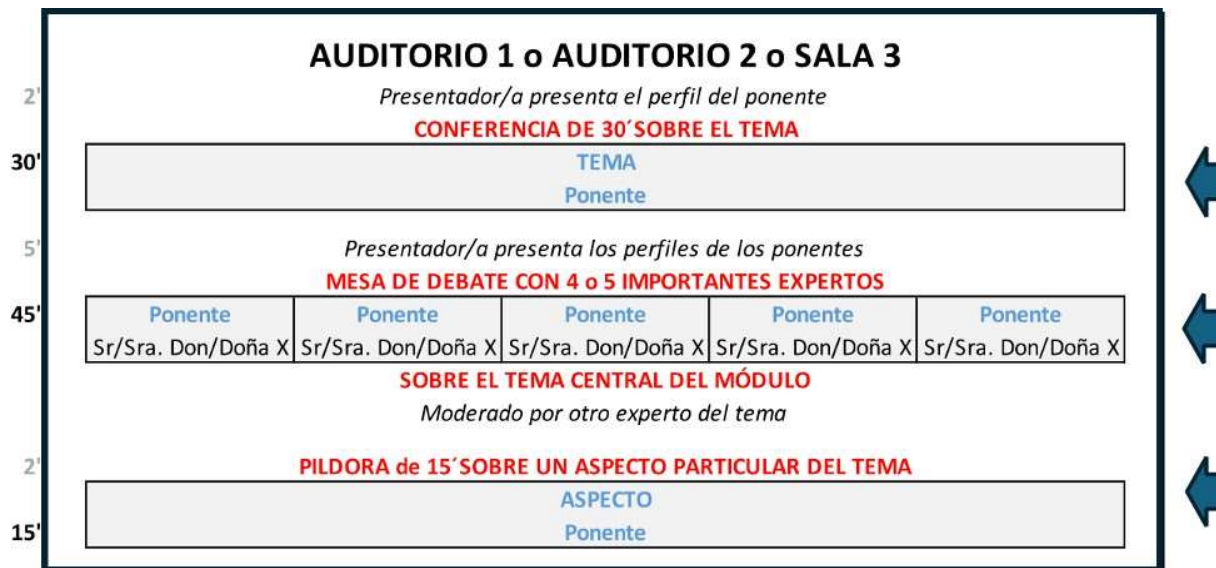 AUDITORIO 1 o AUDITORIO 2 o SALA 3
2' Presentador/a presenta el perfil del ponente
CONFERENCIA DE 30´SOBRE EL TEMA
30' TEMA
Ponente
5' Presentador/a presenta los perfiles de los ponentes
MESA DE DEBATE CON 4 o 5 IMPORTANTES EXPERTOS
45' Ponente Ponente Ponente Ponente Ponente
Sr/Sra. Don/Doña X Sr/Sra. Don/Doña X Sr/Sra. Don/Doña X Sr/Sra. Don/Doña X Sr/Sra. Don/Doña X
SOBRE EL TEMA CENTRAL DEL MÓDULO
Moderado por otro experto del tema
2' PILDORA de 15´SOBRE UN ASPECTO PARTICULAR DEL TEMA
ASPECTO
15' Ponente